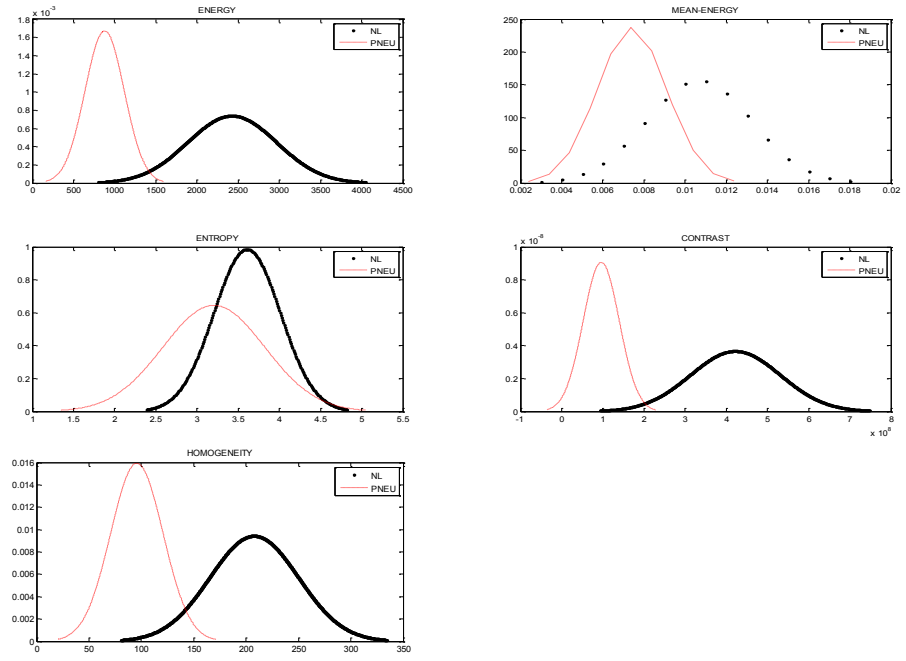 ENERGY
x 10⁻³
1.8
1.6
1.4
1.2
1
0.8
0.6
0.4
0.2
0
0 500 1000 1500 2000 2500 3000 3500 4000 4500
NL
PNEU
MEAN-ENERGY
250
200
150
100
50
0
0.002 0.004 0.006 0.008 0.01 0.012 0.014 0.016 0.018 0.02
NL
PNEU
ENTROPY
1
0.8
0.6
0.4
0.2
0
1 1.5 2 2.5 3 3.5 4 4.5 5 5.5
NL
PNEU
CONTRAST
x 10⁻⁸
1
0.8
0.6
0.4
0.2
0
-1 0 1 2 3 4 5 6 7 8
x 10⁸
NL
PNEU
HOMOGENEITY
0.016
0.014
0.012
0.01
0.008
0.006
0.004
0.002
0
0 50 100 150 200 250 300 350
NL
PNEU